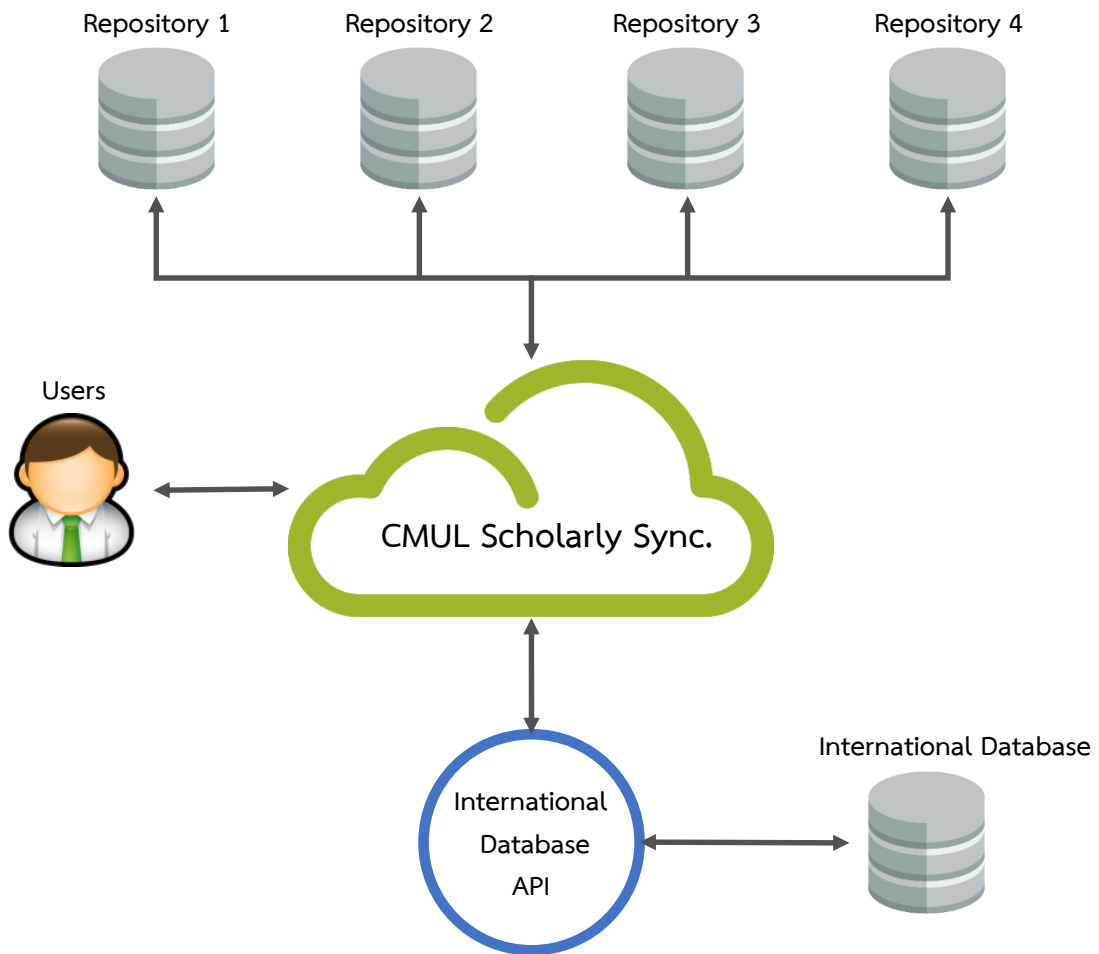 Repository 1
Repository 2
Repository 3
Repository 4
Users
CMUL Scholarly Sync.
International Database
International
Database
API